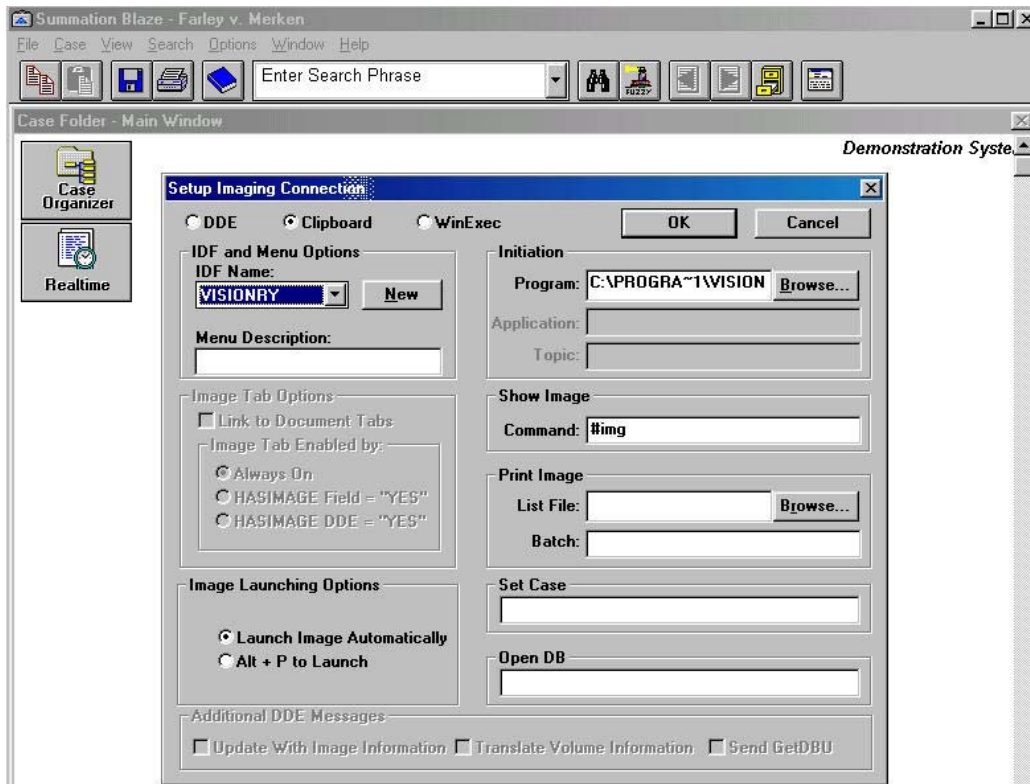 Summation Blaze - Farley v. Merken
File Case View Search Options Window Help
Enter Search Phrase
FUZZY
Case Folder - Main Window
Demonstration Syste
Case
Organizer
Realtime
Setup Imaging Connection
DDE Clipboard WinExec OK Cancel
IDF and Menu Options
IDF Name:
VISIONRY New
Menu Description:
Initiation
Program: C:\PROGRA~1\VISION Browse...
Application:
Topic:
Image Tab Options
Link to Document Tabs
Image Tab Enabled by:
Always On
HASIMAGE Field = "YES"
HASIMAGE DDE = "YES"
Show Image
Command: #img
Print Image
List File: Browse...
Batch:
Image Launching Options
Launch Image Automatically
Alt + P to Launch
Set Case
Open DB
Additional DDE Messages
Update With Image Information Translate Volume Information Send GetDBU